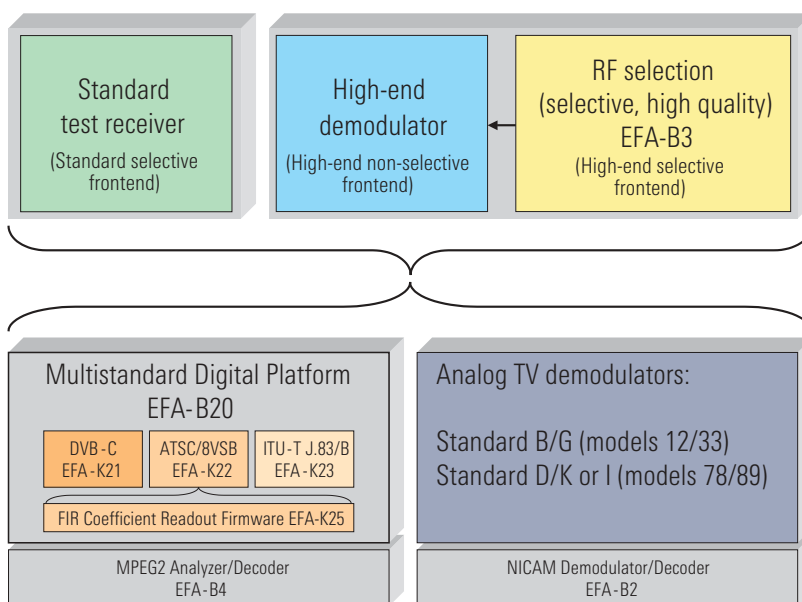 Standard
test receiver
(Standard selective
frontend)
High-end
demodulator
(High-end non-selective
frontend)
RF selection
(selective, high quality)
EFA-B3
(High-end selective
frontend)
Multistandard Digital Platform
EFA-B20
DVB-C
EFA-K21
ATSC/8VSB
EFA-K22
ITU-T J.83/B
EFA-K23
FIR Coefficient Readout Firmware EFA-K25
MPEG2 Analyzer/Decoder
EFA-B4
Analog TV demodulators:
Standard B/G (models 12/33)
Standard D/K or I (models 78/89)
NICAM Demodulator/Decoder
EFA-B2